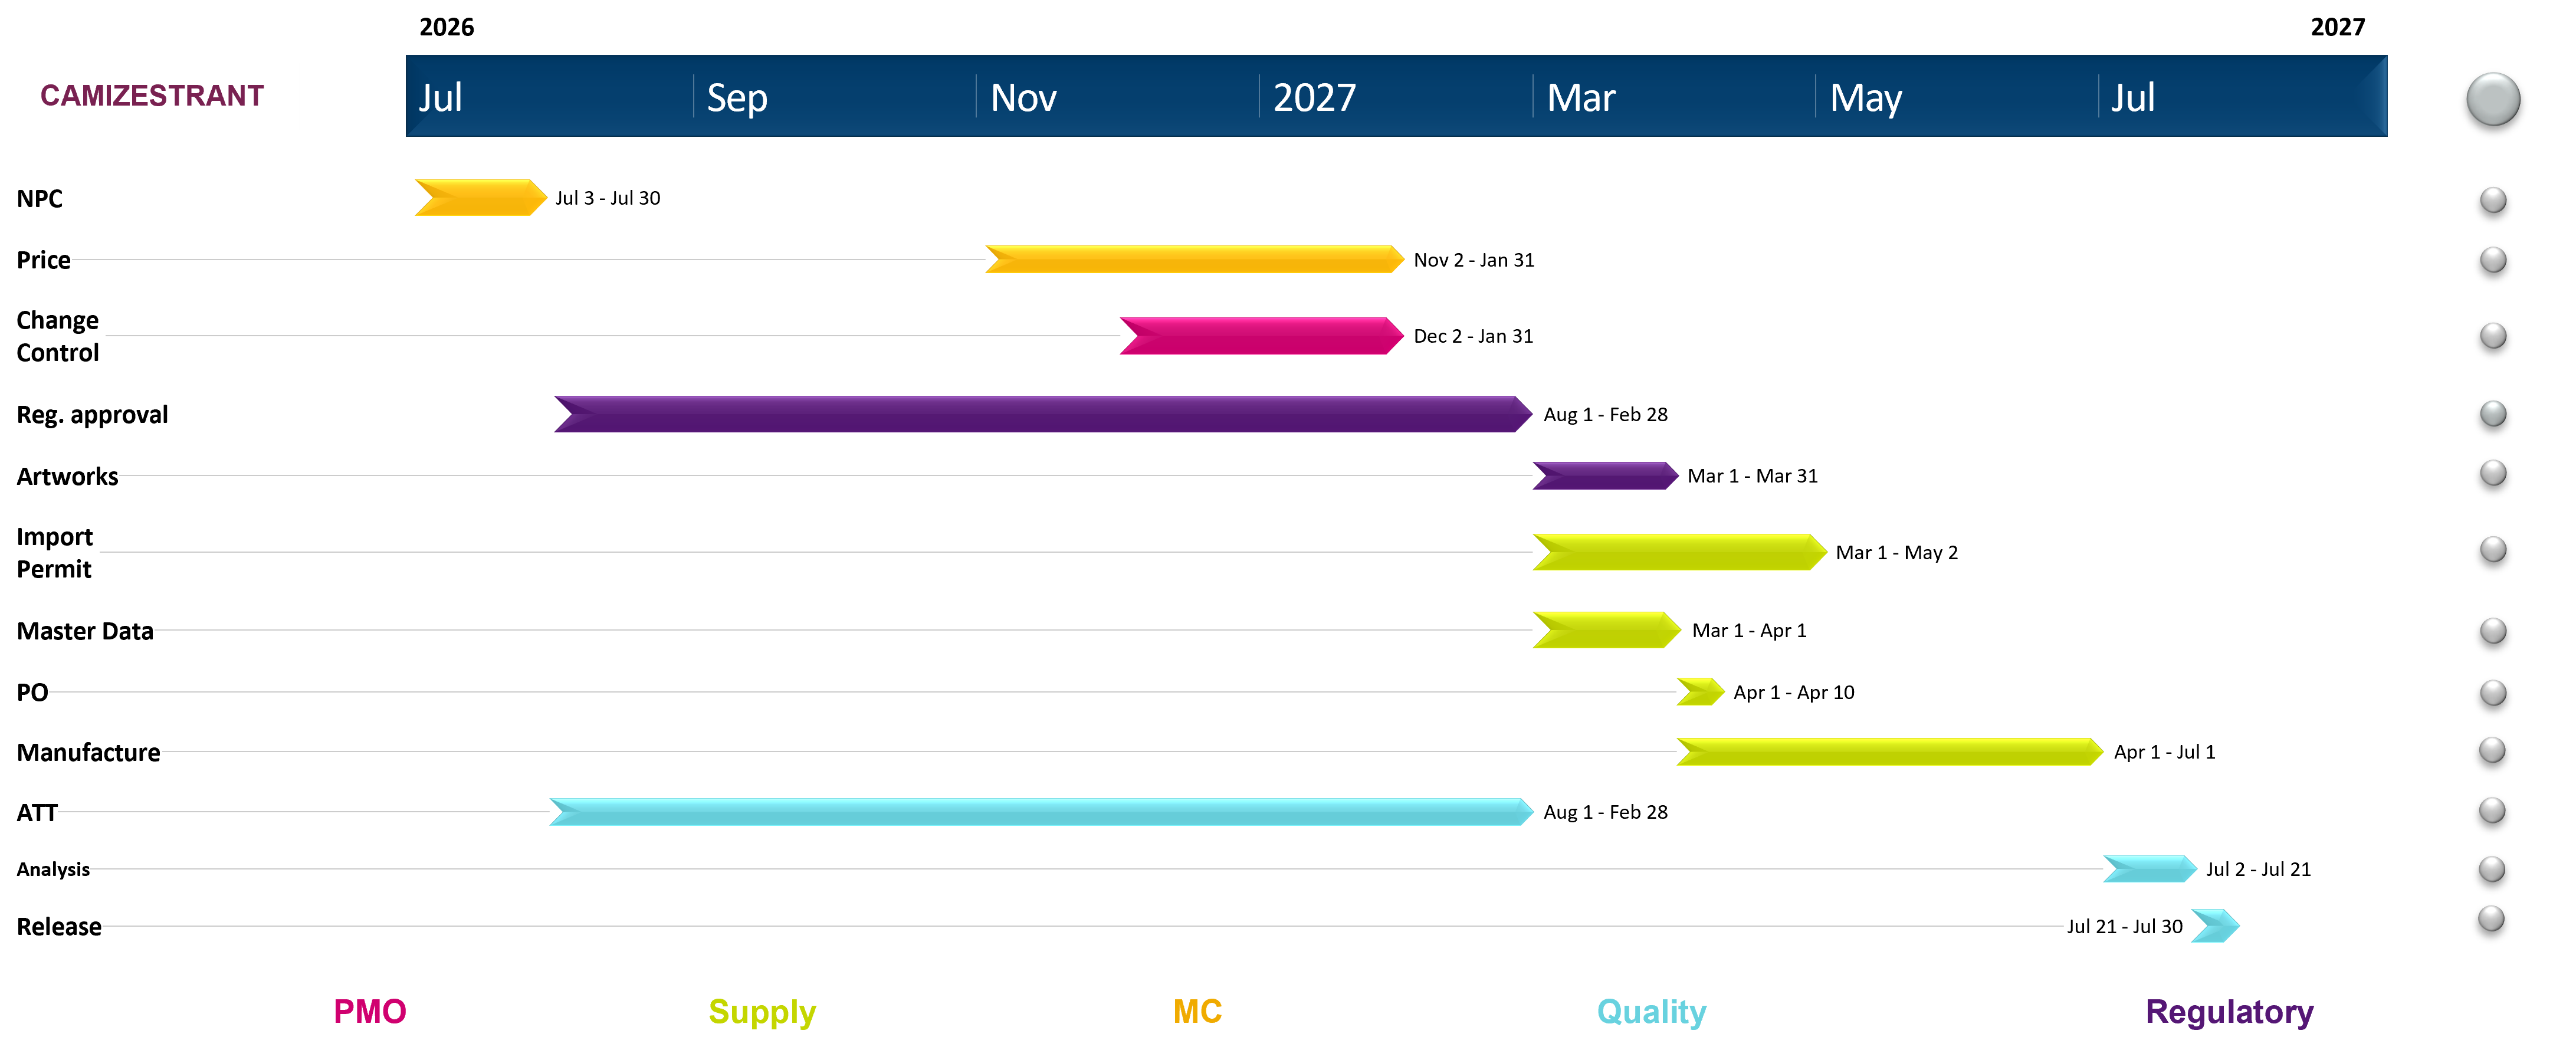 2026
2027
CAMIZESTRANT
Jul
Sep
Nov
2027
Mar
May
Jul
NPC
Jul 3 - Jul 30
Price
Nov 2 - Jan 31
Change
Control
Dec 2 - Jan 31
Reg. approval
Aug 1 - Feb 28
Artworks
Mar 1 - Mar 31
Import
Permit
Mar 1 - May 2
Master Data
Mar 1 - Apr 1
PO
Apr 1 - Apr 10
Manufacture
Apr 1 - Jul 1
ATT
Aug 1 - Feb 28
Analysis
Jul 2 - Jul 21
Release
Jul 21 - Jul 30
PMO
Supply
MC
Quality
Regulatory